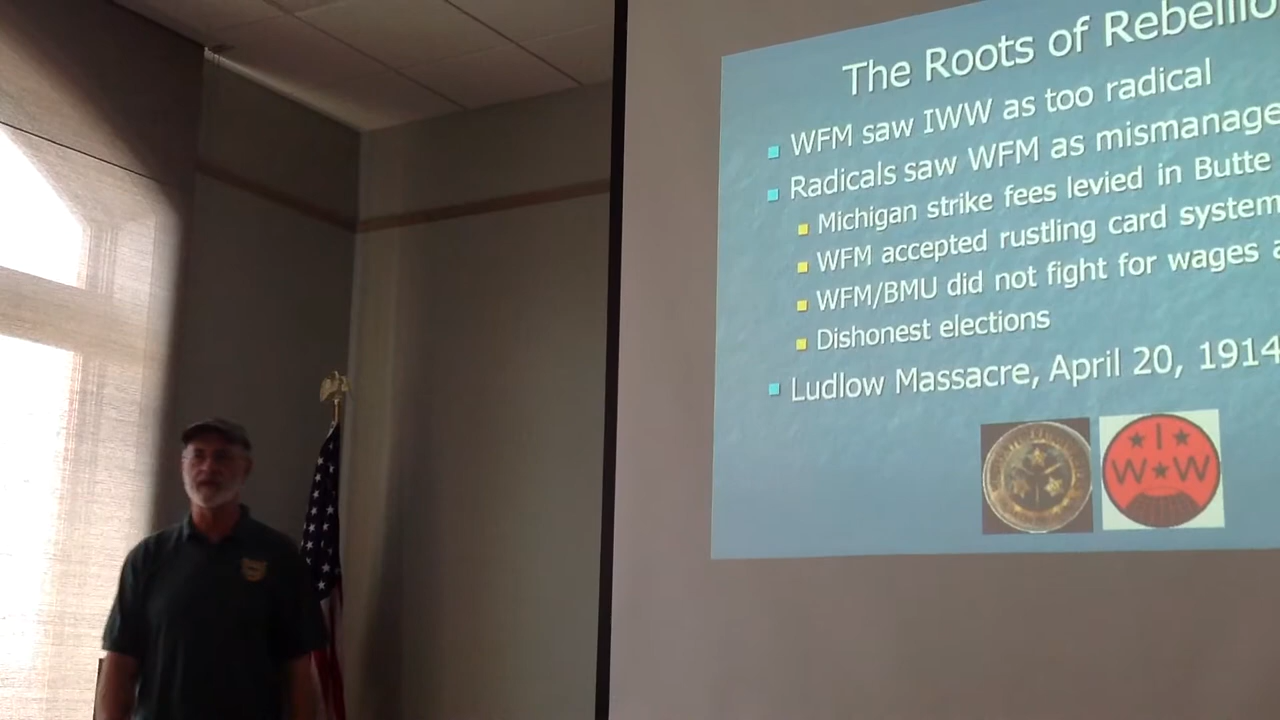 The Roots of Rebellio
WFM saw IWW as too radical
Radicals saw WFM as mismanage
Michigan strike fees levied in Butte
WFM accepted rustling card system
WFM/BMU did not fight for wages a
Dishonest elections
Ludlow Massacre, April 20, 1914
I
W W